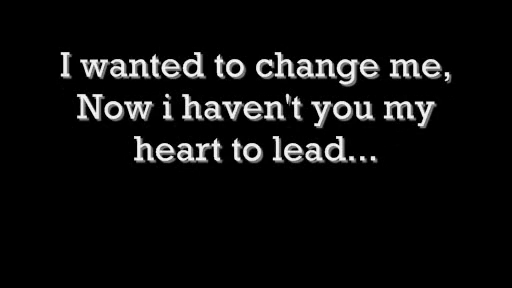 I wanted to change me,
Now i haven't you my
heart to lead...